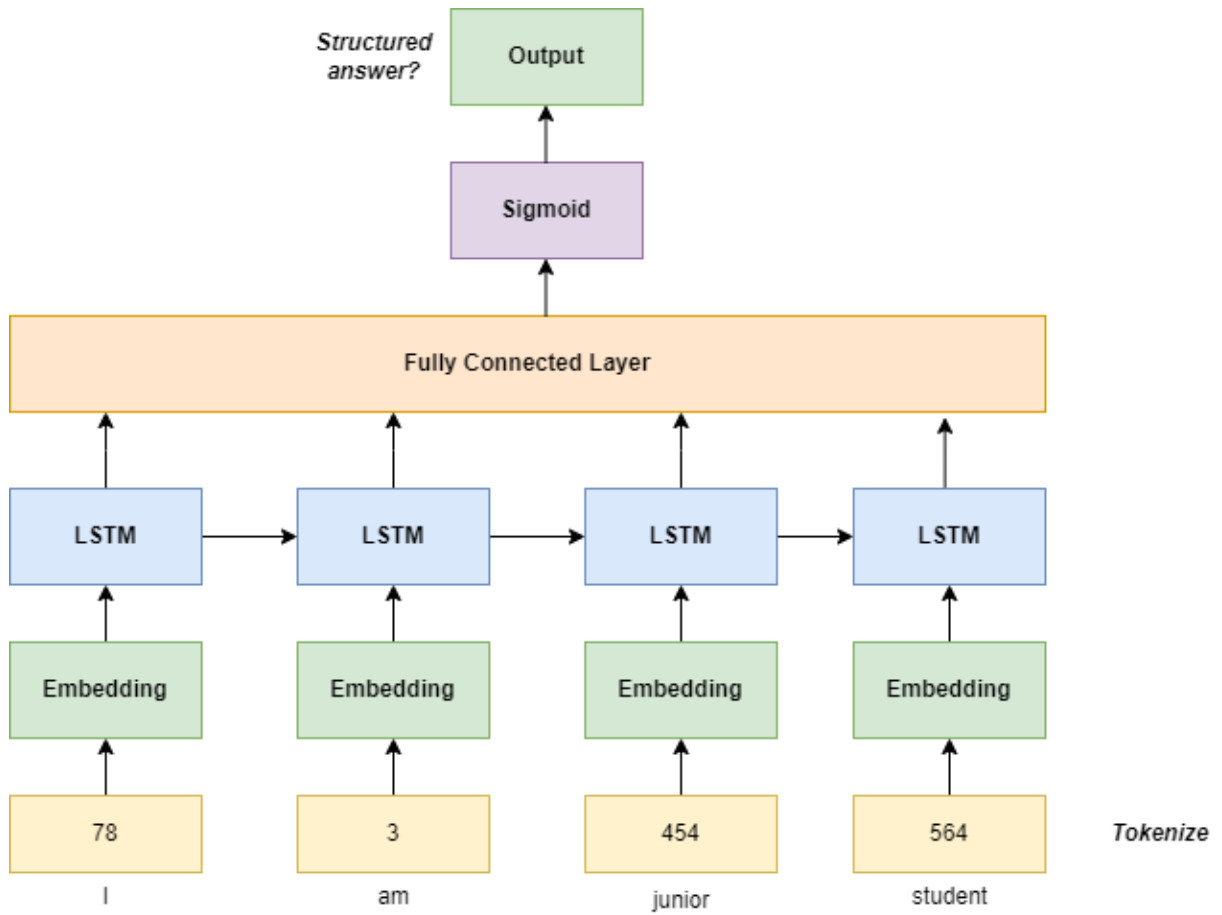 Structured
answer?
Output
Sigmoid
Fully Connected Layer
LSTM LSTM LSTM LSTM
Embedding Embedding Embedding Embedding
78 3 454 564 Tokenize
I am junior student